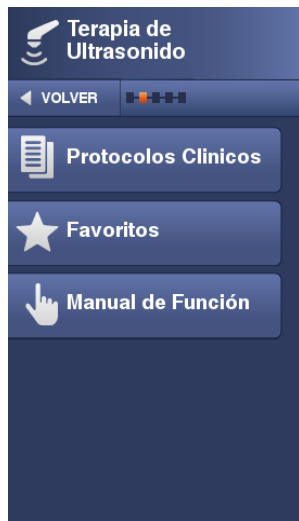 Terapia de
Ultrasonido
VOLVER
Protocolos Clinicos
Favoritos
Manual de Función